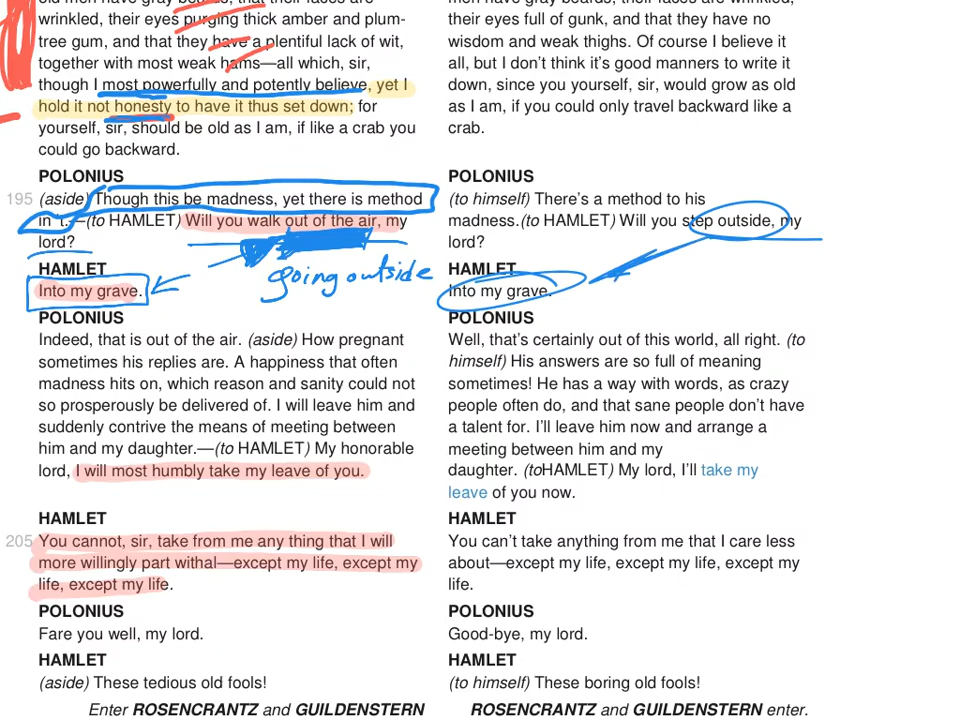 old men have gray beards, that their faces are
wrinkled, their eyes purging thick amber and plum-
tree gum, and that they have a plentiful lack of wit,
together with most weak hams—all which, sir,
though I most powerfully and potently believe, yet I
hold it not honesty to have it thus set down; for
yourself, sir, should be old as I am, if like a crab you
could go backward.
POLONIUS
195 (aside) Though this be madness, yet there is method
in 't.—(to HAMLET) Will you walk out of the air, my
lord?
going outside
HAMLET
Into my grave.
POLONIUS
Indeed, that is out of the air. (aside) How pregnant
sometimes his replies are. A happiness that often
madness hits on, which reason and sanity could not
so prosperously be delivered of. I will leave him and
suddenly contrive the means of meeting between
him and my daughter.—(to HAMLET) My honorable
lord, I will most humbly take my leave of you.
HAMLET
205 You cannot, sir, take from me any thing that I will
more willingly part withal—except my life, except my
life, except my life.
POLONIUS
Fare you well, my lord.
HAMLET
(aside) These tedious old fools!
Enter ROSENCRANTZ and GUILDENSTERN
men have gray beards, their faces are wrinkled,
their eyes full of gunk, and that they have no
wisdom and weak thighs. Of course I believe it
all, but I don't think it's good manners to write it
down, since you yourself, sir, would grow as old
as I am, if you could only travel backward like a
crab.
POLONIUS
(to himself) There's a method to his
madness.(to HAMLET) Will you step outside, my
lord?
HAMLET
Into my grave.
POLONIUS
Well, that's certainly out of this world, all right. (to
himself) His answers are so full of meaning
sometimes! He has a way with words, as crazy
people often do, and that sane people don't have
a talent for. I'll leave him now and arrange a
meeting between him and my
daughter. (toHAMLET) My lord, I'll take my
leave of you now.
HAMLET
You can't take anything from me that I care less
about—except my life, except my life, except my
life.
POLONIUS
Good-bye, my lord.
HAMLET
(to himself) These boring old fools!
ROSENCRANTZ and GUILDENSTERN enter.